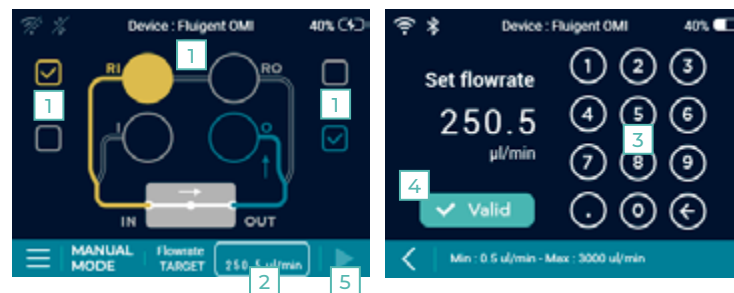 Device : Fluigent OMI
40%
1
RI
RO
1
1
I
O
IN
OUT
MANUAL MODE
Flowrate TARGET
250.5 ul/min
2
5
Device : Fluigent OMI
40%
Set flowrate
250.5
µl/min
1 2 3
4 5 6
3
7 8 9
. 0
4
Valid
Min : 0.5 ul/min - Max : 3000 ul/min